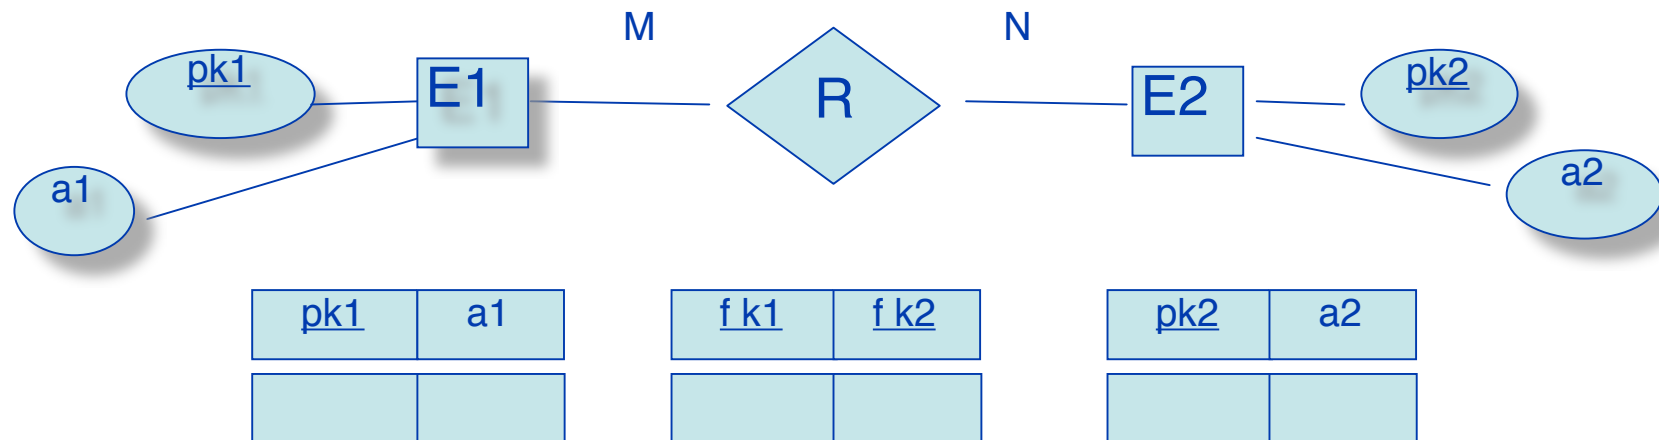 M N
pk1 E1 R E2 pk2
a1 a2
pk1 a1 f k1 f k2 pk2 a2